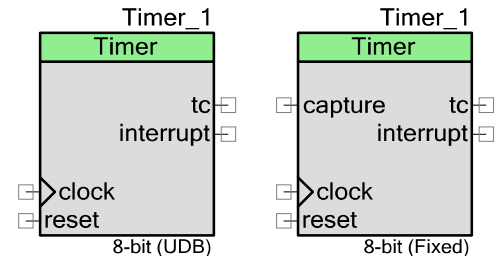 Timer_1
Timer
tc
interrupt
clock
reset
8-bit (UDB)
Timer_1
Timer
capture tc
interrupt
clock
reset
8-bit (Fixed)